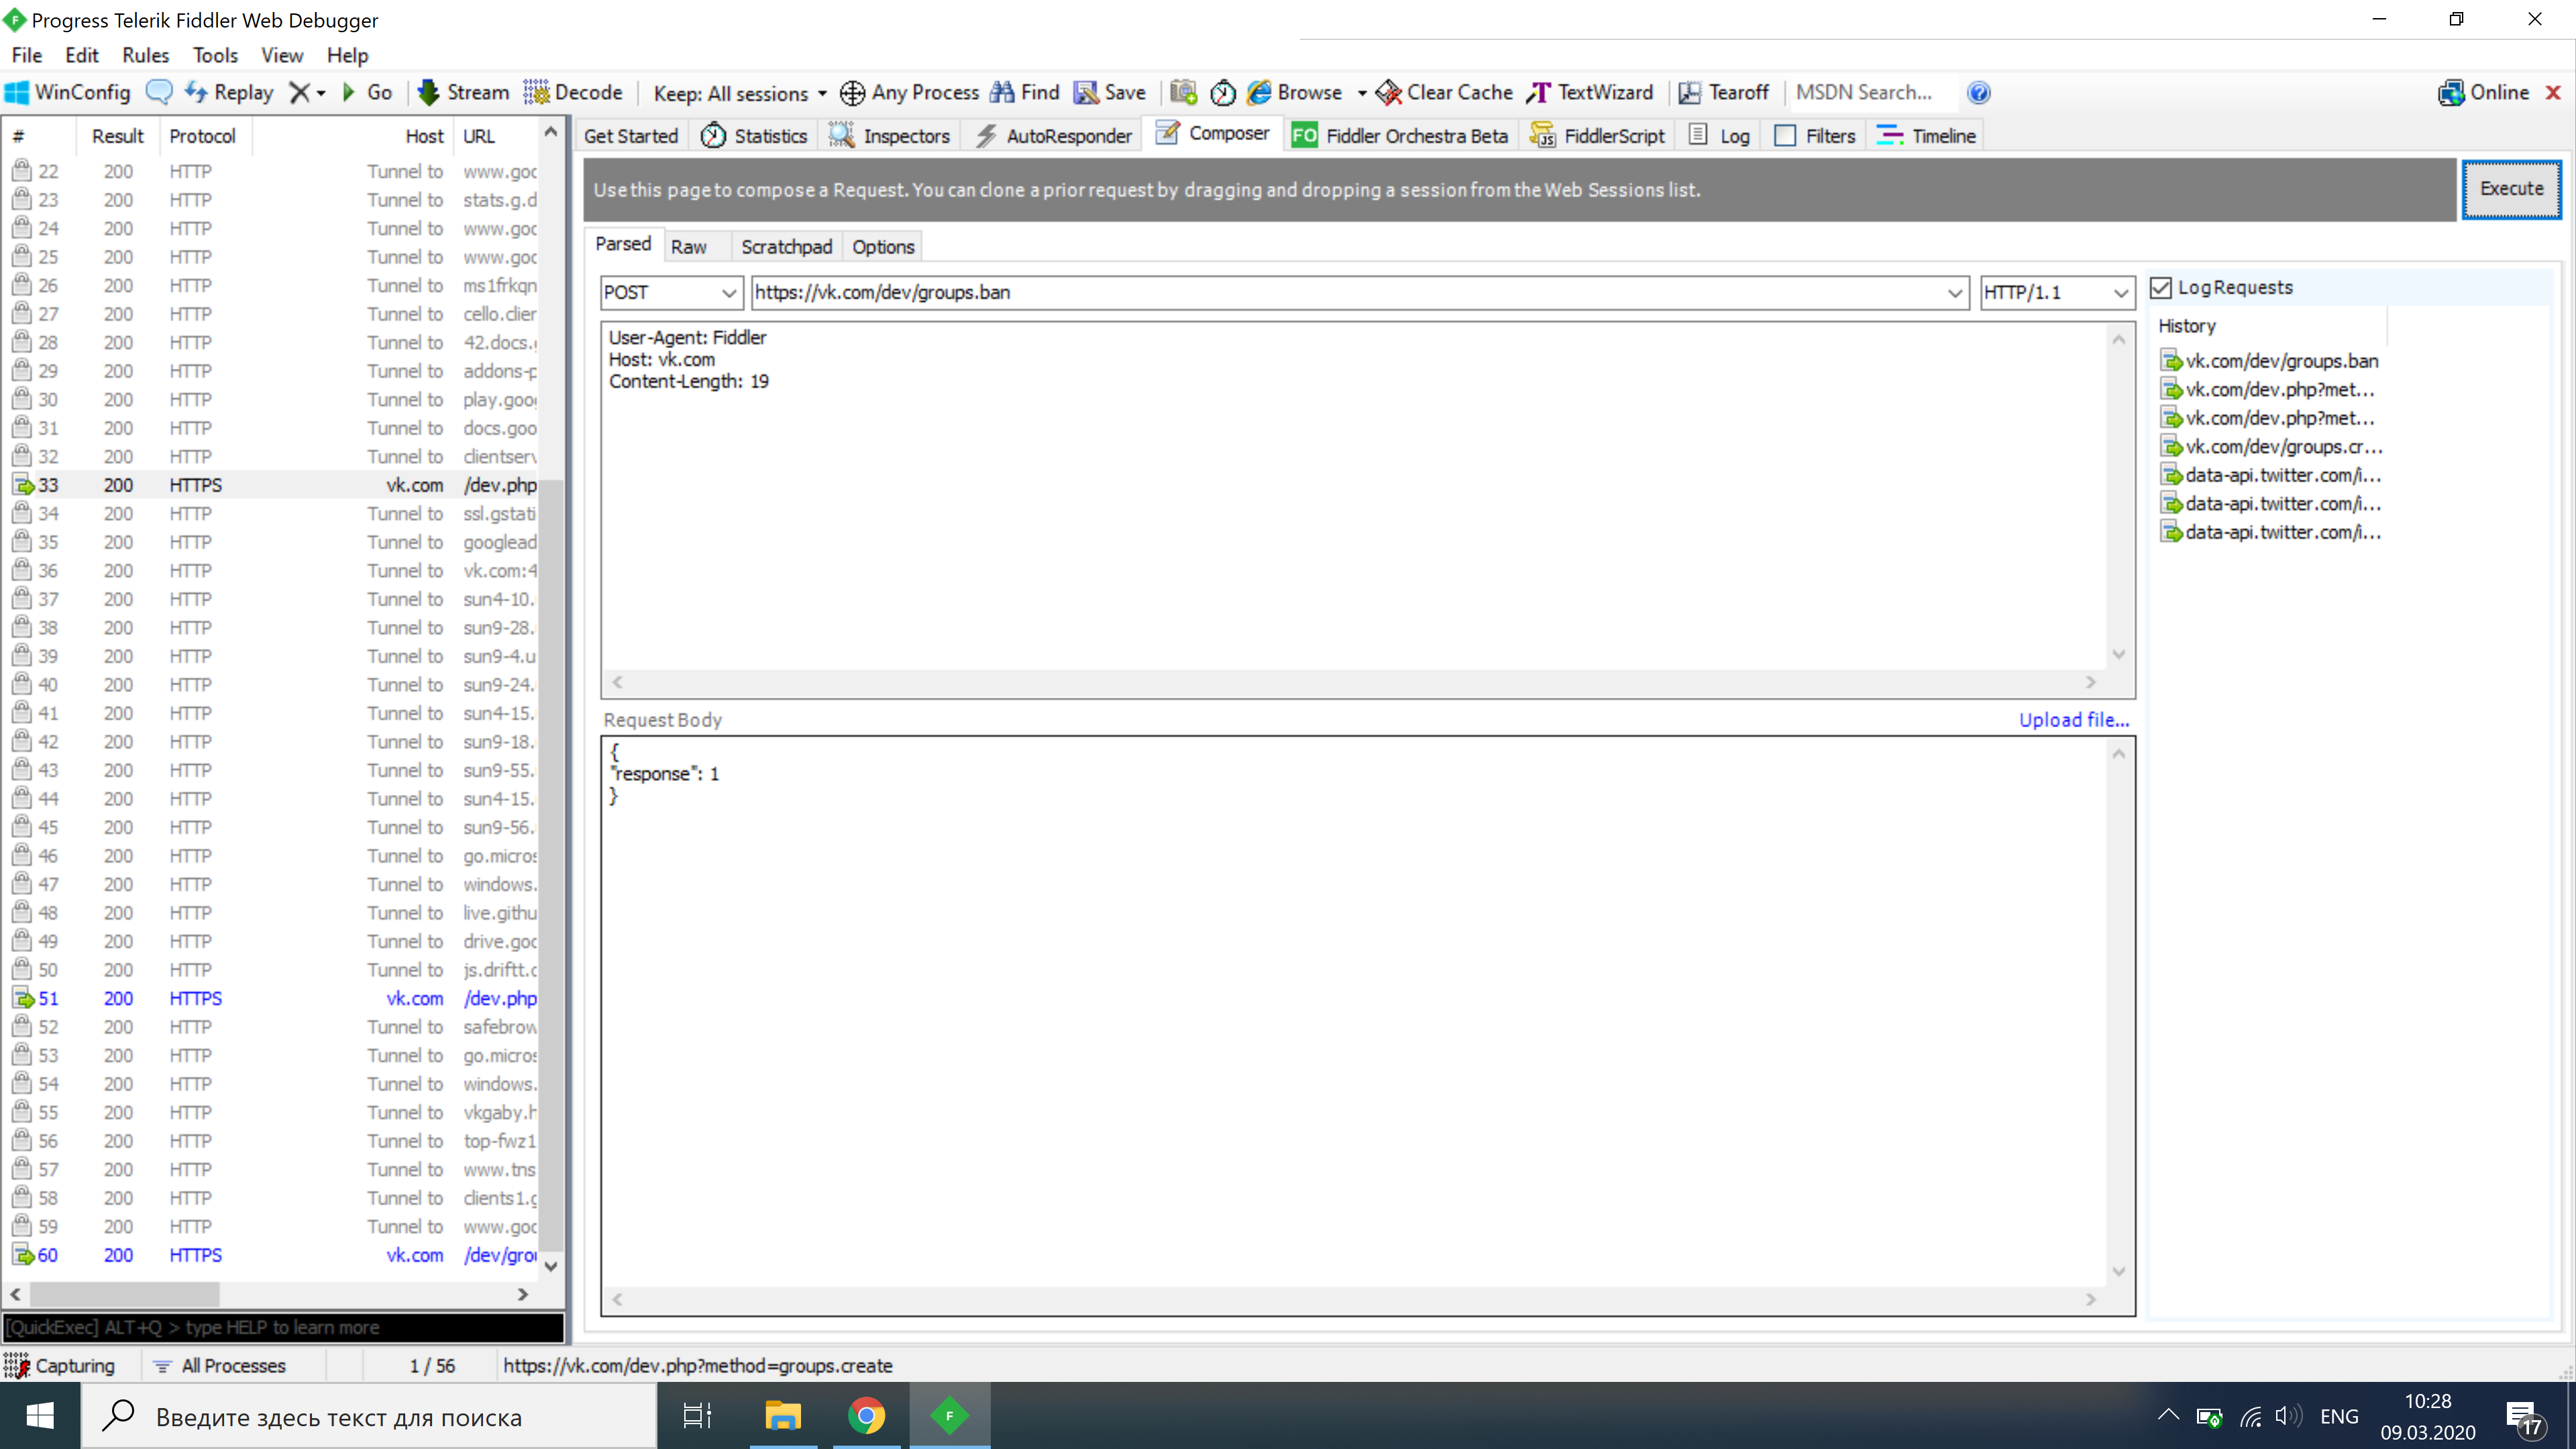 Progress Telerik Fiddler Web Debugger
File Edit Rules Tools View Help
WinConfig Replay Go Stream Decode Keep: All sessions Any Process Find Save Browse Clear Cache TextWizard Tearoff MSDN Search... Online
# Result Protocol Host URL
Get Started Statistics Inspectors AutoResponder Composer FO Fiddler Orchestra Beta FiddlerScript Log Filters Timeline
22 200 HTTP Tunnel to www.goo
23 200 HTTP Tunnel to stats.g.d
24 200 HTTP Tunnel to www.goo
25 200 HTTP Tunnel to www.goo
26 200 HTTP Tunnel to ms1frkqn
27 200 HTTP Tunnel to cello.clier
28 200 HTTP Tunnel to 42.docs.
29 200 HTTP Tunnel to addons-p
30 200 HTTP Tunnel to play.goo
31 200 HTTP Tunnel to docs.goo
32 200 HTTP Tunnel to clientserv
33 200 HTTPS vk.com /dev.php
34 200 HTTP Tunnel to ssl.gstati
35 200 HTTP Tunnel to googlead
36 200 HTTP Tunnel to vk.com:4
37 200 HTTP Tunnel to sun4-10.
38 200 HTTP Tunnel to sun9-28.
39 200 HTTP Tunnel to sun9-4.u
40 200 HTTP Tunnel to sun9-24.
41 200 HTTP Tunnel to sun4-15.
42 200 HTTP Tunnel to sun9-18.
43 200 HTTP Tunnel to sun9-55.
44 200 HTTP Tunnel to sun4-15.
45 200 HTTP Tunnel to sun9-56.
46 200 HTTP Tunnel to go.micros
47 200 HTTP Tunnel to windows.
48 200 HTTP Tunnel to live.githu
49 200 HTTP Tunnel to drive.goo
50 200 HTTP Tunnel to js.driftt.c
51 200 HTTPS vk.com /dev.php
52 200 HTTP Tunnel to safebrow
53 200 HTTP Tunnel to go.micros
54 200 HTTP Tunnel to windows.
55 200 HTTP Tunnel to vkgaby.h
56 200 HTTP Tunnel to top-fwz1
57 200 HTTP Tunnel to www.tns
58 200 HTTP Tunnel to clients1.g
59 200 HTTP Tunnel to www.goo
60 200 HTTPS vk.com /dev/grou
[QuickExec] ALT+Q > type HELP to learn more
Use this page to compose a Request. You can clone a prior request by dragging and dropping a session from the Web Sessions list.
Execute
Parsed Raw Scratchpad Options
POST https://vk.com/dev/groups.ban HTTP/1.1
User-Agent: Fiddler
Host: vk.com
Content-Length: 19
Request Body Upload file...
{
"response": 1
}
Log Requests
History
vk.com/dev/groups.ban
vk.com/dev.php?met...
vk.com/dev.php?met...
vk.com/dev/groups.cr...
data-api.twitter.com/i...
data-api.twitter.com/i...
data-api.twitter.com/i...
Capturing All Processes 1 / 56 https://vk.com/dev.php?method=groups.create
Введите здесь текст для поиска
ENG
10:28
09.03.2020
17